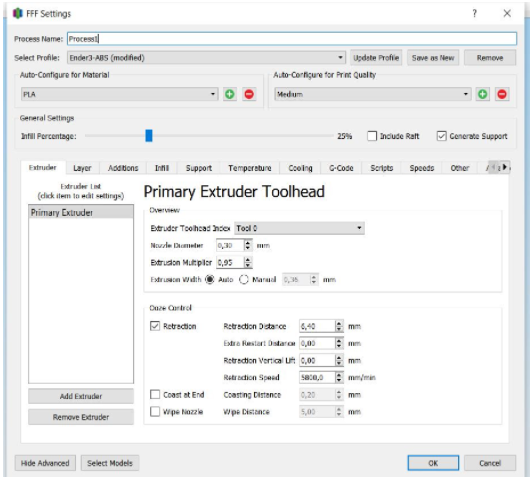 FFF Settings
Process Name: Process1
Select Profile: Ender3-ABS (modified) Update Profile Save as New Remove
Auto-Configure for Material Auto-Configure for Print Quality
PLA Medium
General Settings
Infill Percentage: 25% Include Raft Generate Support
Extruder Layer Additions Infill Support Temperature Cooling G-Code Scripts Speeds Other
Extruder List
(click item to edit settings)
Primary Extruder
Primary Extruder Toolhead
Overview
Extruder Toolhead Index Tool 0
Nozzle Diameter 0,30 mm
Extrusion Multiplier 0,95
Extrusion Width Auto Manual 0,36 mm
Ooze Control
Retraction Retraction Distance 6,40 mm
Extra Restart Distance 0,00 mm
Retraction Vertical Lift 0,00 mm
Retraction Speed 5800,0 mm/min
Coast at End Coasting Distance 0,20 mm
Wipe Nozzle Wipe Distance 5,00 mm
Add Extruder
Remove Extruder
Hide Advanced Select Models OK Cancel